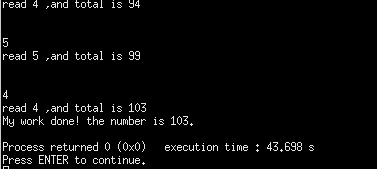 read 4 ,and total is 94
5
read 5 ,and total is 99
4
read 4 ,and total is 103
My work done! the number is 103.
Process returned 0 (0x0)   execution time : 43.698 s
Press ENTER to continue.